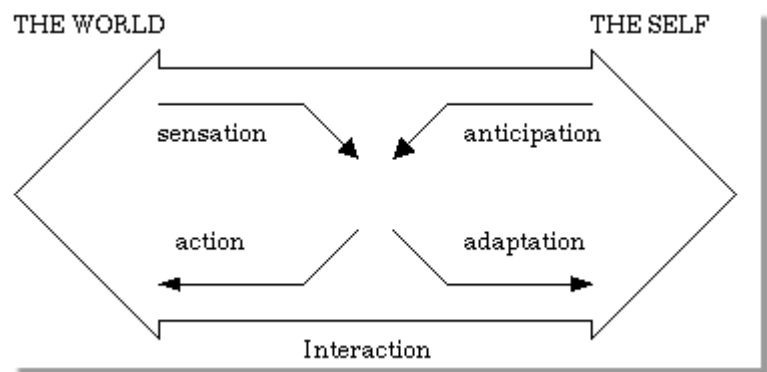 THE WORLD
THE SELF
sensation
anticipation
action
adaptation
Interaction